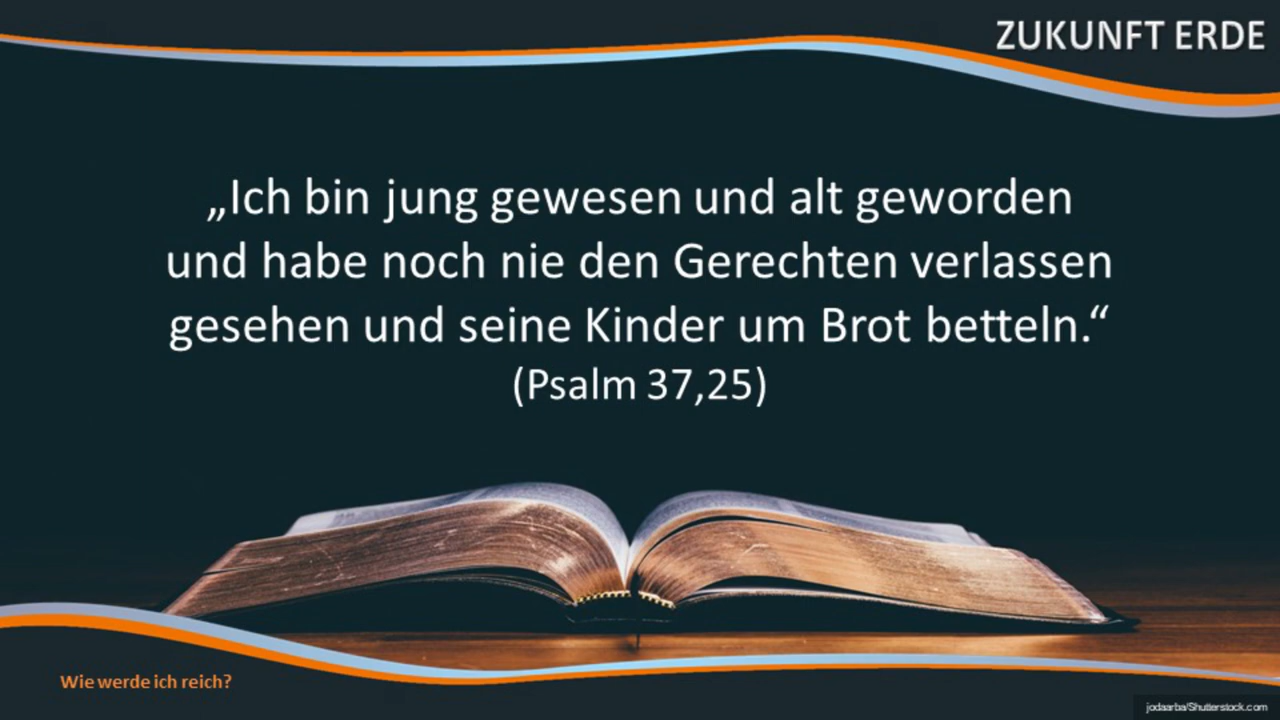 ZUKUNFT ERDE
„Ich bin jung gewesen und alt geworden
und habe noch nie den Gerechten verlassen
gesehen und seine Kinder um Brot betteln.“
(Psalm 37,25)
Wie werde ich reich?
jodaarba/Shutterstock.com